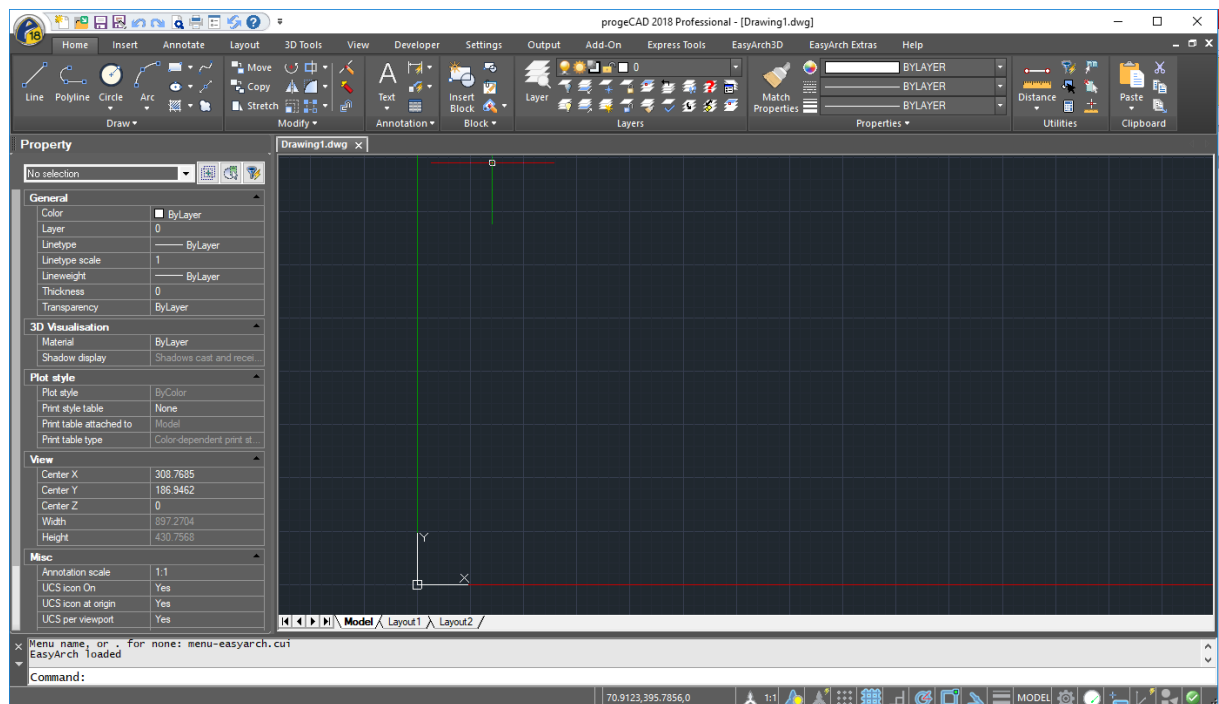 progeCAD 2018 Professional - [Drawing1.dwg]
18
Home Insert Annotate Layout 3D Tools View Developer Settings Output Add-On Express Tools EasyArch3D EasyArch Extras Help
Line Polyline Circle Arc
Draw
Move
Copy
Stretch
Modify
Text
Annotation
Insert Block
Block
Layer
0
Layers
Match Properties
BYLAYER
BYLAYER
BYLAYER
Properties
Distance
Utilities
Paste
Clipboard
Property
Drawing1.dwg x
No selection
General
Color ByLayer
Layer 0
Linetype ByLayer
Linetype scale 1
Lineweight ByLayer
Thickness 0
Transparency ByLayer
3D Visualisation
Material ByLayer
Shadow display Shadows cast and recei...
Plot style
Plot style ByColor
Print style table None
Print table attached to Model
Print table type Color-dependent print st...
View
Center X 308.7685
Center Y 186.9462
Center Z 0
Width 897.2704
Height 430.7568
Misc
Annotation scale 1:1
UCS icon On Yes
UCS icon at origin Yes
UCS per viewport Yes
Y
X
Model Layout1 Layout2
Menu name, or . for none: menu-easyarch.cui
EasyArch loaded
Command:
70.9123,395.7856,0 1:1 MODEL